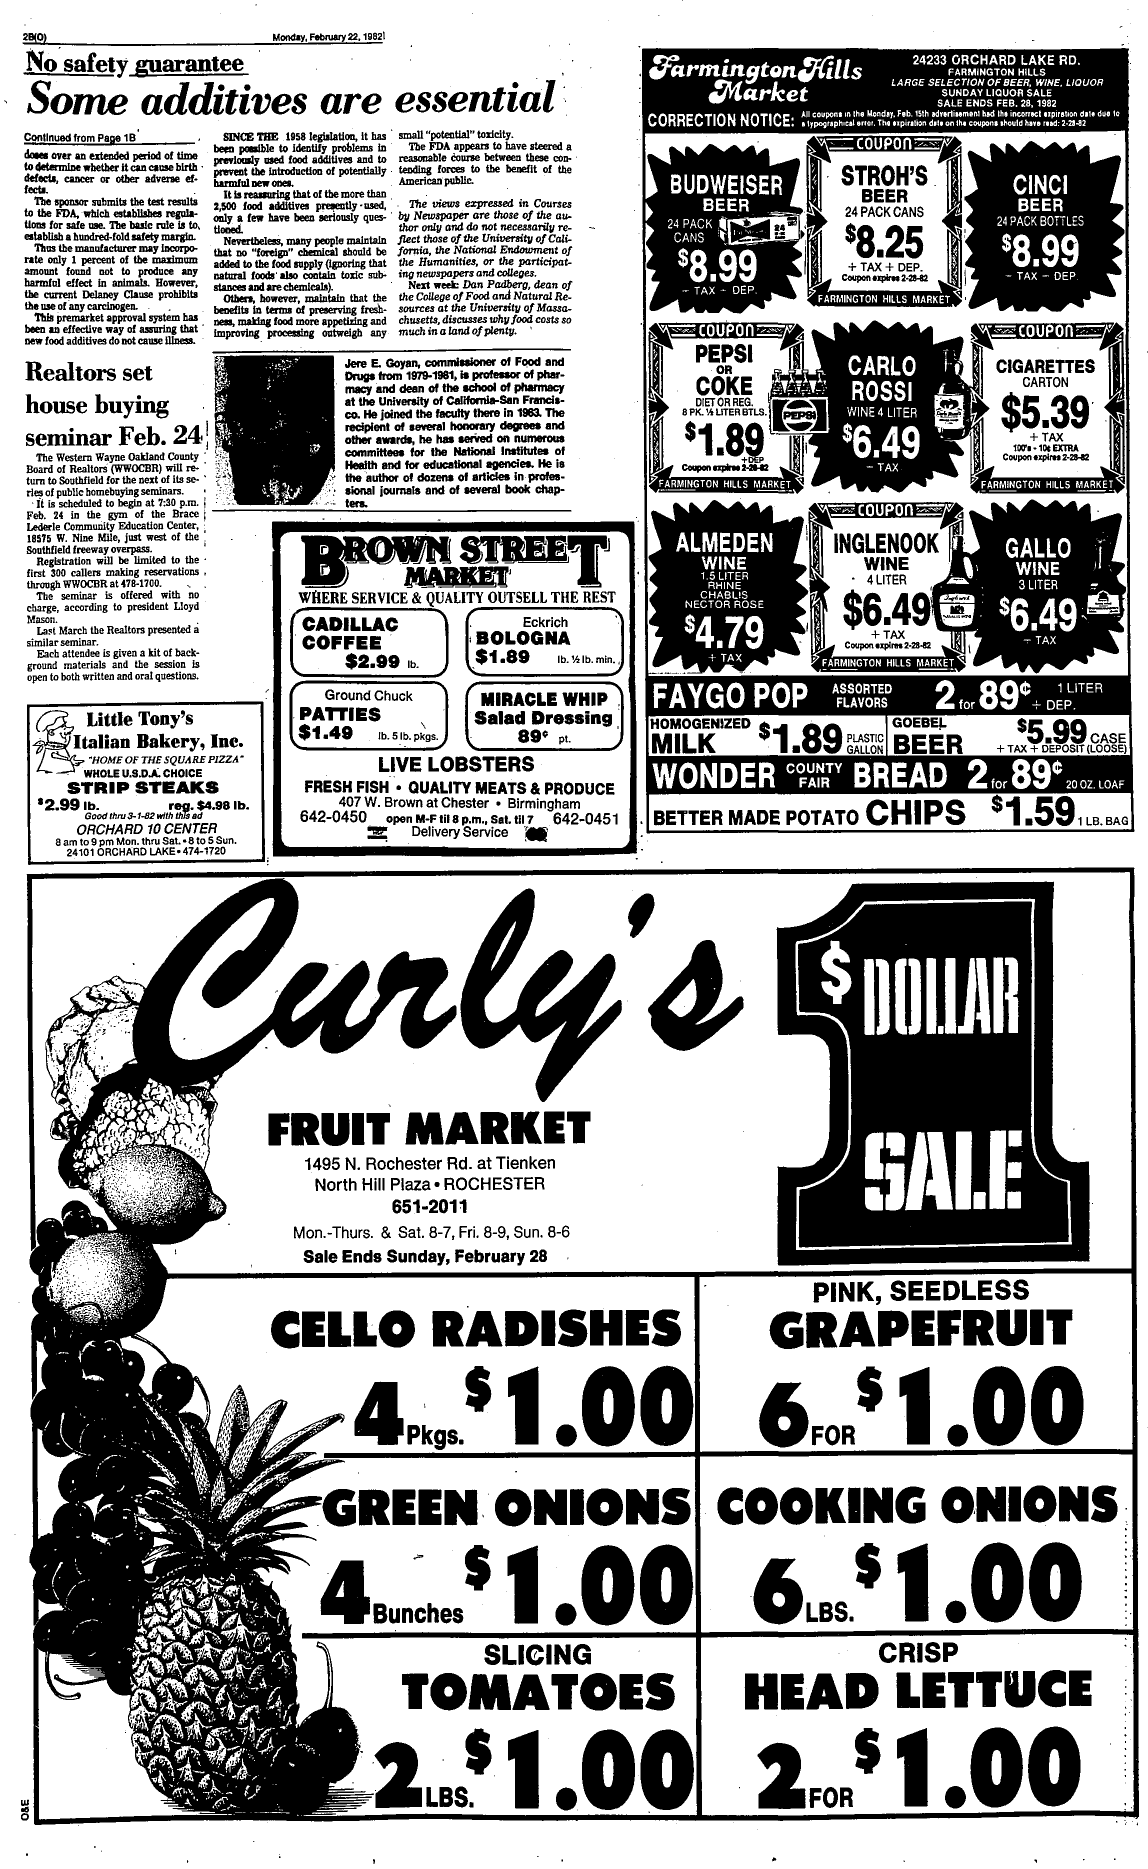 2B(O)
Monday, February 22, 1982
No safety guarantee
Some additives are essential
Continued from Page 1B
doses over an extended period of time
to determine whether it can cause birth
defects, cancer or other adverse ef-
fects.
The sponsor submits the test results
to the FDA, which establishes regula-
tions for safe use. The basic rule is to
establish a hundred-fold safety margin.
Thus the manufacturer may incorpo-
rate only 1 percent of the maximum
amount found not to produce any
harmful effect in animals. However,
the current Delaney Clause prohibits
the use of any carcinogen.
This premarket approval system has
been an effective way of assuring that
new food additives do not cause illness.
SINCE THE 1958 legislation, it has
been possible to identify problems in
previously used food additives and to
prevent the introduction of potentially
harmful new ones.
It is reassuring that of the more than
2,500 food additives presently used,
only a few have been seriously ques-
tioned.
Nevertheless, many people maintain
that no "foreign" chemical should be
added to the food supply (ignoring that
natural foods also contain toxic sub-
stances and are chemicals).
Others, however, maintain that the
benefits in terms of preserving fresh-
ness, making food more appetizing and
improving processing outweigh any
small "potential" toxicity.
The FDA appears to have steered a
reasonable course between these con-
tending forces to the benefit of the
American public.
The views expressed in Courses
by Newspaper are those of the au-
thor only and do not necessarily re-
flect those of the University of Cali-
fornia, the National Endowment of
the Humanities, or the participat-
ing newspapers and colleges.
Next week: Dan Padberg, dean of
the College of Food and Natural Re-
sources at the University of Massa-
chusetts, discusses why food costs so
much in a land of plenty.
Jere E. Goyan, commissioner of Food and
Drugs from 1979-1981, is professor of phar-
macy and dean of the school of pharmacy
at the University of California-San Francis-
co. He joined the faculty there in 1963. The
recipient of several honorary degrees and
other awards, he has served on numerous
committees for the National Institutes of
Health and for educational agencies. He is
the author of dozens of articles in profes-
sional journals and of several book chap-
ters.
Realtors set
house buying
seminar Feb. 24
The Western Wayne Oakland County
Board of Realtors (WWOCBR) will re-
turn to Southfield for the next of its se-
ries of public homebuying seminars.
It is scheduled to begin at 7:30 p.m.
Feb. 24 in the gym of the Brace
Lederle Community Education Center,
18575 W. Nine Mile, just west of the
Southfield freeway overpass.
Registration will be limited to the
first 300 callers making reservations
through WWOCBR at 478-1700.
The seminar is offered with no
charge, according to president Lloyd
Mason.
Last March the Realtors presented a
similar seminar.
Each attendee is given a kit of back-
ground materials and the session is
open to both written and oral questions.
Little Tony's
Italian Bakery, Inc.
"HOME OF THE SQUARE PIZZA"
WHOLE U.S.D.A. CHOICE
STRIP STEAKS
$2.99 lb. reg. $4.98 lb.
Good thru 3-1-82 with this ad
ORCHARD 10 CENTER
8 am to 9 pm Mon. thru Sat. • 8 to 5 Sun.
24101 ORCHARD LAKE • 474-1720
BROWN STREET
MARKET
WHERE SERVICE & QUALITY OUTSELL THE REST
CADILLAC
COFFEE
$2.99 lb.
Eckrich
BOLOGNA
$1.89 lb. ½ lb. min.
Ground Chuck
PATTIES
$1.49 lb. 5 lb. pkgs.
MIRACLE WHIP
Salad Dressing
89¢ pt.
LIVE LOBSTERS
FRESH FISH • QUALITY MEATS & PRODUCE
407 W. Brown at Chester • Birmingham
642-0450 open M-F til 8 p.m., Sat. til 7 642-0451
Delivery Service
Farmington Hills
Market
24233 ORCHARD LAKE RD.
FARMINGTON HILLS
LARGE SELECTION OF BEER, WINE, LIQUOR
SUNDAY LIQUOR SALE
SALE ENDS FEB. 28, 1982
CORRECTION NOTICE: All coupons in the Monday, Feb. 15th advertisement had the incorrect expiration date due to
a typographical error. The expiration date on the coupons should have read: 2-28-82
BUDWEISER
BEER
24 PACK
CANS
$8.99
- TAX - DEP.
COUPON
STROH'S
BEER
24 PACK CANS
$8.25
+ TAX + DEP.
Coupon expires 2-28-82
FARMINGTON HILLS MARKET
CINCI
BEER
24 PACK BOTTLES
$8.99
- TAX - DEP.
COUPON
PEPSI
OR
COKE
DIET OR REG.
8 PK. ½ LITER BTLS.
$1.89
+DEP
Coupon expires 2-28-82
FARMINGTON HILLS MARKET
PEPSI
CARLO
ROSSI
WINE 4 LITER
$6.49
- TAX
COUPON
CIGARETTES
CARTON
$5.39
+ TAX
100's - 10¢ EXTRA
Coupon expires 2-28-82
FARMINGTON HILLS MARKET
ALMEDEN
WINE
1.5 LITER
RHINE
CHABLIS
NECTOR ROSE
$4.79
+ TAX
COUPON
INGLENOOK
WINE
4 LITER
$6.49
+ TAX
Coupon expires 2-28-82
FARMINGTON HILLS MARKET
GALLO
WINE
3 LITER
$6.49
- TAX
FAYGO POP ASSORTED FLAVORS 2 for 89¢ 1 LITER + DEP.
HOMOGENIZED
MILK $1.89 PLASTIC GALLON
GOEBEL
BEER $5.99 CASE
+ TAX + DEPOSIT (LOOSE)
WONDER COUNTY FAIR BREAD 2 for 89¢ 20 OZ. LOAF
BETTER MADE POTATO CHIPS $1.59 1 LB. BAG
Curly's
FRUIT MARKET
1495 N. Rochester Rd. at Tienken
North Hill Plaza • ROCHESTER
651-2011
Mon.-Thurs. & Sat. 8-7, Fri. 8-9, Sun. 8-6
Sale Ends Sunday, February 28
$ DOLLAR
SALE
CELLO RADISHES
4 Pkgs. $1.00
PINK, SEEDLESS
GRAPEFRUIT
6 FOR $1.00
GREEN ONIONS
4 Bunches $1.00
COOKING ONIONS
6 LBS. $1.00
SLICING
TOMATOES
2 LBS. $1.00
CRISP
HEAD LETTUCE
2 FOR $1.00
O&E